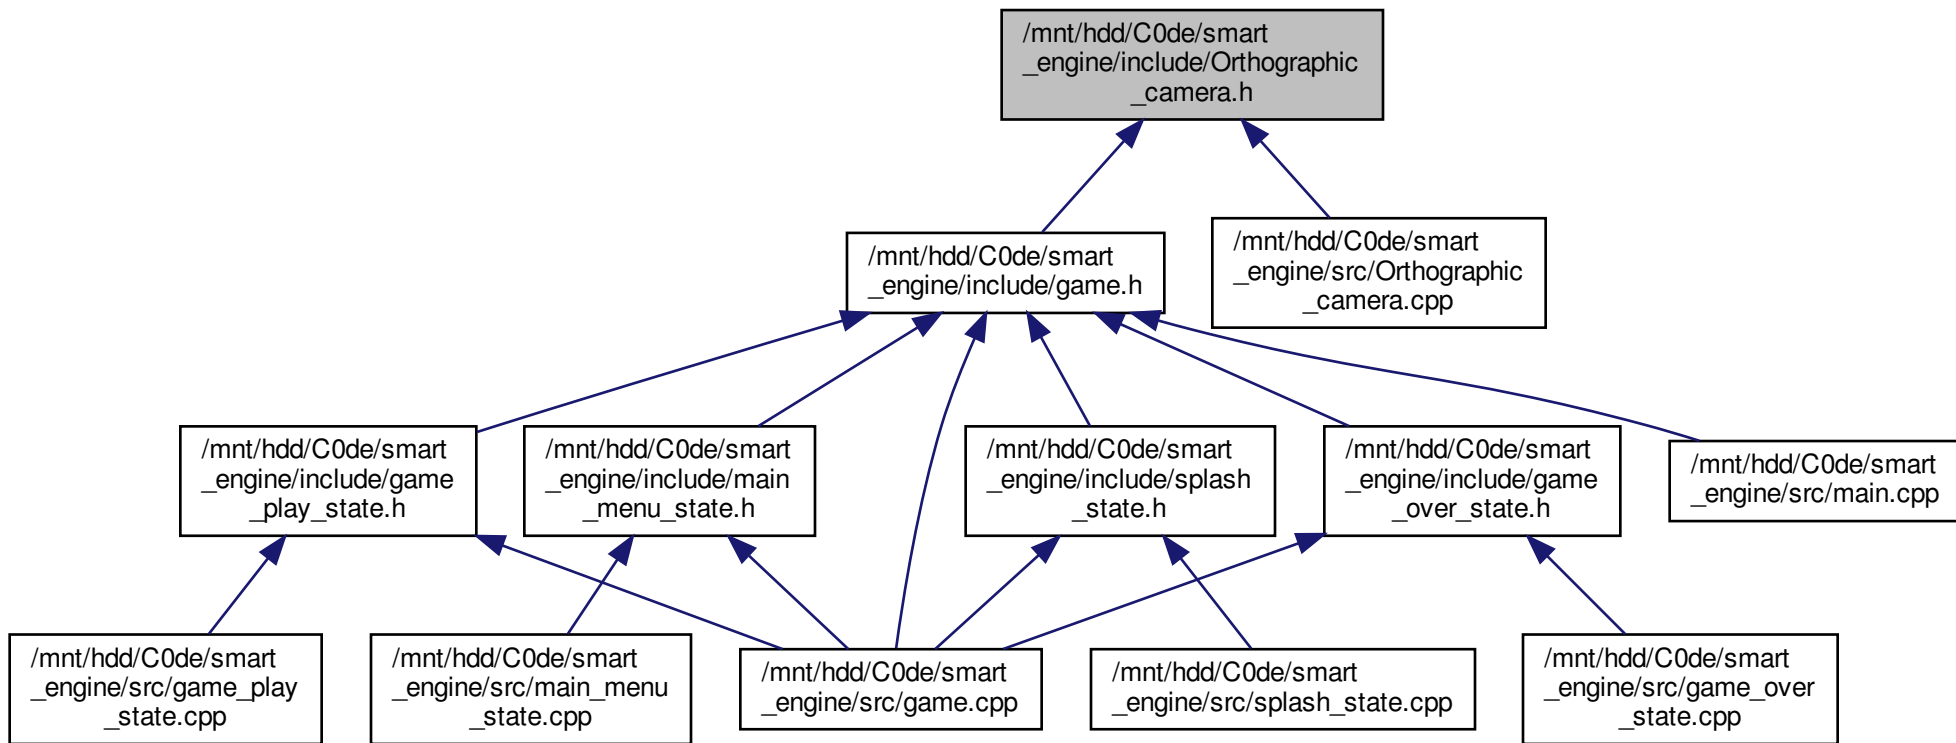 /mnt/hdd/C0de/smart
_engine/include/Orthographic
_camera.h
/mnt/hdd/C0de/smart
_engine/include/game.h
/mnt/hdd/C0de/smart
_engine/src/Orthographic
_camera.cpp
/mnt/hdd/C0de/smart
_engine/include/game
_play_state.h
/mnt/hdd/C0de/smart
_engine/include/main
_menu_state.h
/mnt/hdd/C0de/smart
_engine/include/splash
_state.h
/mnt/hdd/C0de/smart
_engine/include/game
_over_state.h
/mnt/hdd/C0de/smart
_engine/src/main.cpp
/mnt/hdd/C0de/smart
_engine/src/game_play
_state.cpp
/mnt/hdd/C0de/smart
_engine/src/main_menu
_state.cpp
/mnt/hdd/C0de/smart
_engine/src/game.cpp
/mnt/hdd/C0de/smart
_engine/src/splash_state.cpp
/mnt/hdd/C0de/smart
_engine/src/game_over
_state.cpp